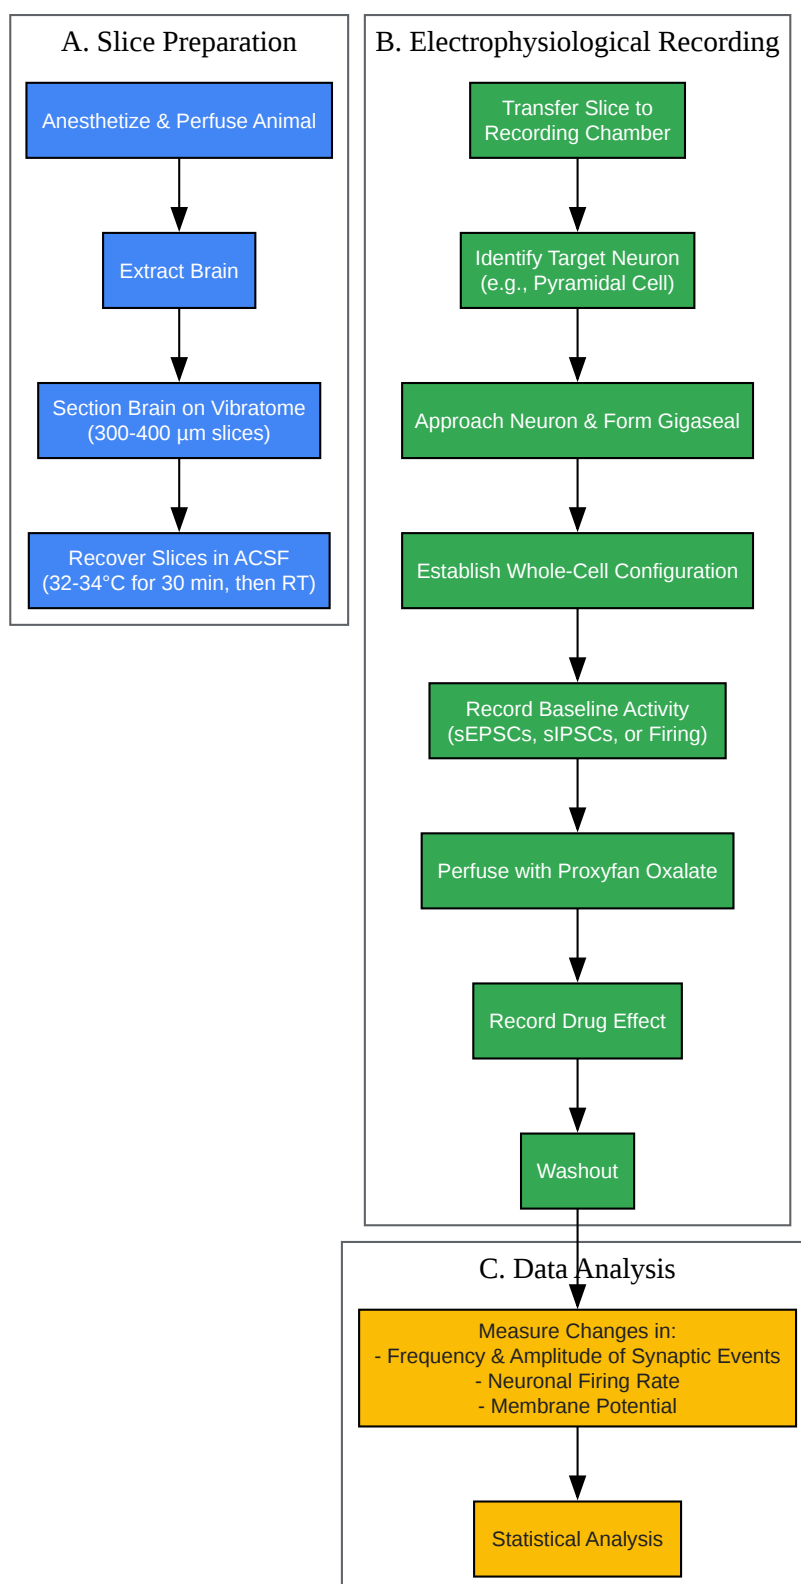 A. Slice Preparation
Anesthetize & Perfuse Animal
Extract Brain
Section Brain on Vibratome
(300-400 µm slices)
Recover Slices in ACSF
(32-34°C for 30 min, then RT)
B. Electrophysiological Recording
Transfer Slice to
Recording Chamber
Identify Target Neuron
(e.g., Pyramidal Cell)
Approach Neuron & Form Gigaseal
Establish Whole-Cell Configuration
Record Baseline Activity
(sEPSCs, sIPSCs, or Firing)
Perfuse with Proxyfan Oxalate
Record Drug Effect
Washout
C. Data Analysis
Measure Changes in:
- Frequency & Amplitude of Synaptic Events
- Neuronal Firing Rate
- Membrane Potential
Statistical Analysis